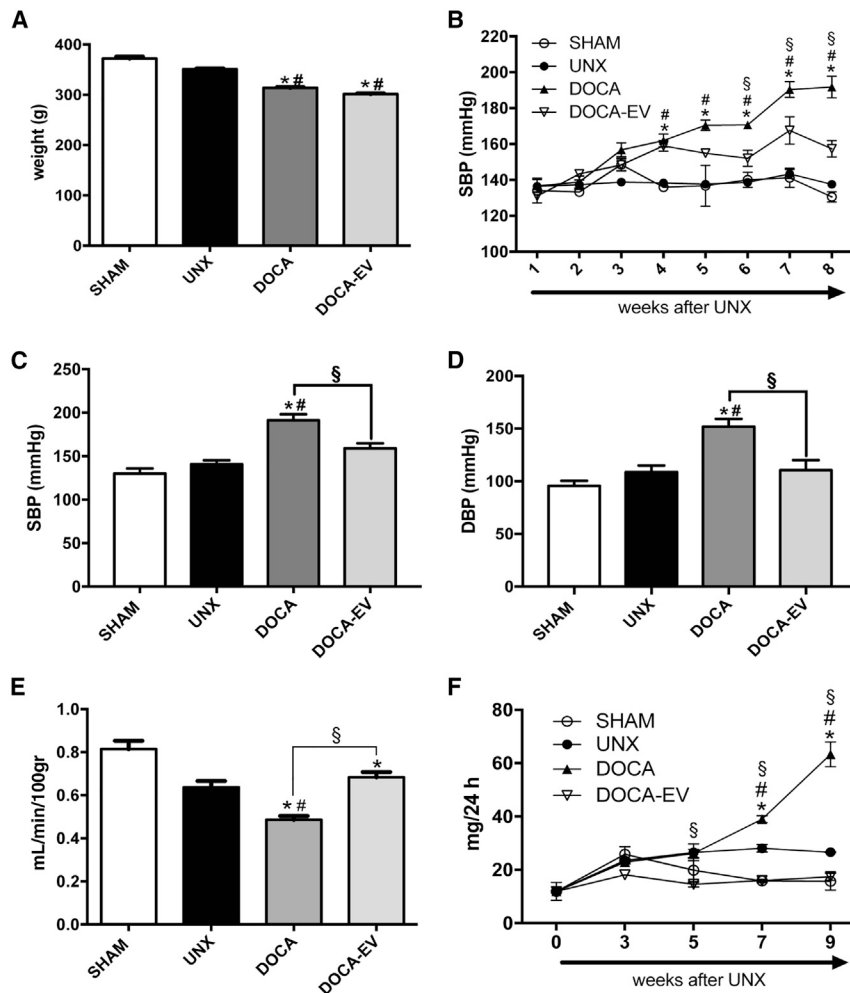 A
400
300
200
100
0
weight (g)
* #
* #
SHAM
UNX
DOCA
DOCA-EV
B
SHAM
UNX
DOCA
DOCA-EV
220
200
180
160
140
120
100
SBP (mmHg)
#
*
#
*
§
#
*
§
#
*
§
#
*
1 2 3 4 5 6 7 8
weeks after UNX
C
250
200
150
100
50
0
SBP (mmHg)
§
*#
SHAM
UNX
DOCA
DOCA-EV
D
200
150
100
50
0
DBP (mmHg)
§
*#
SHAM
UNX
DOCA
DOCA-EV
E
1.0
0.8
0.6
0.4
0.2
0.0
mL/min/100gr
§
* #
*
SHAM
UNX
DOCA
DOCA-EV
F
SHAM
UNX
DOCA
DOCA-EV
80
60
40
20
0
mg/24 h
§
§
#
*
§
#
*
0 3 5 7 9
weeks after UNX